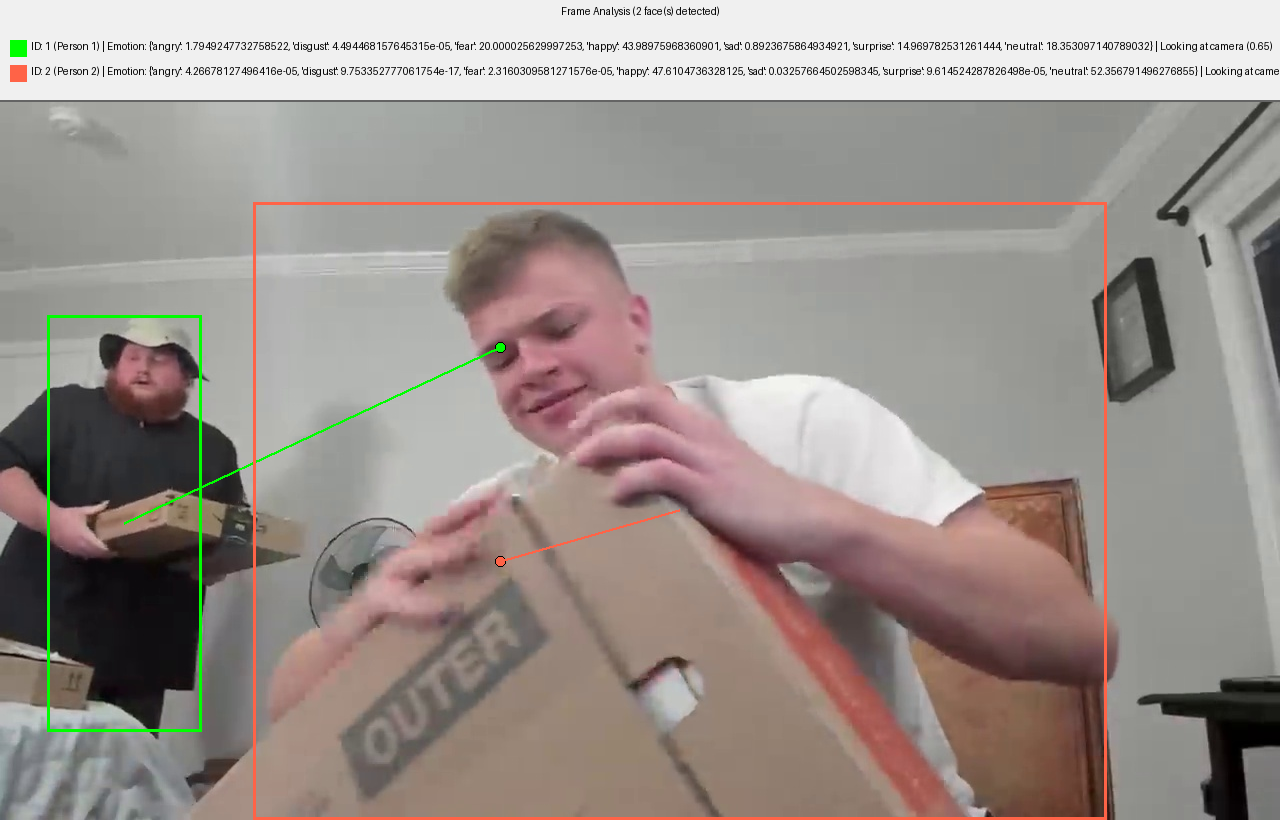 Frame Analysis (2 face(s) detected)
ID: 1 (Person 1) | Emotion: {'angry': 1.7949247732758522, 'disgust': 4.494468157645315e-05, 'fear': 20.000025629997253, 'happy': 43.98975968360901, 'sad': 0.8923675864934921, 'surprise': 14.969782531261444, 'neutral': 18.353097140789032} | Looking at camera (0.65)
ID: 2 (Person 2) | Emotion: {'angry': 4.26678127496416e-05, 'disgust': 9.753352777061754e-17, 'fear': 2.3160309581271576e-05, 'happy': 47.6104736328125, 'sad': 0.03257664502598345, 'surprise': 9.614524287826498e-05, 'neutral': 52.356791496276855} | Looking at came
OUTER